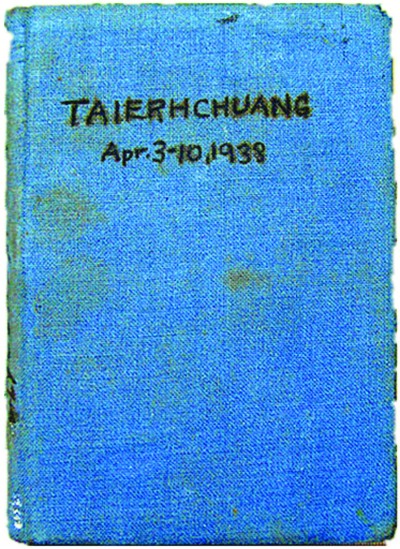 TAIERHCHUANG
Apr. 3-10, 1938